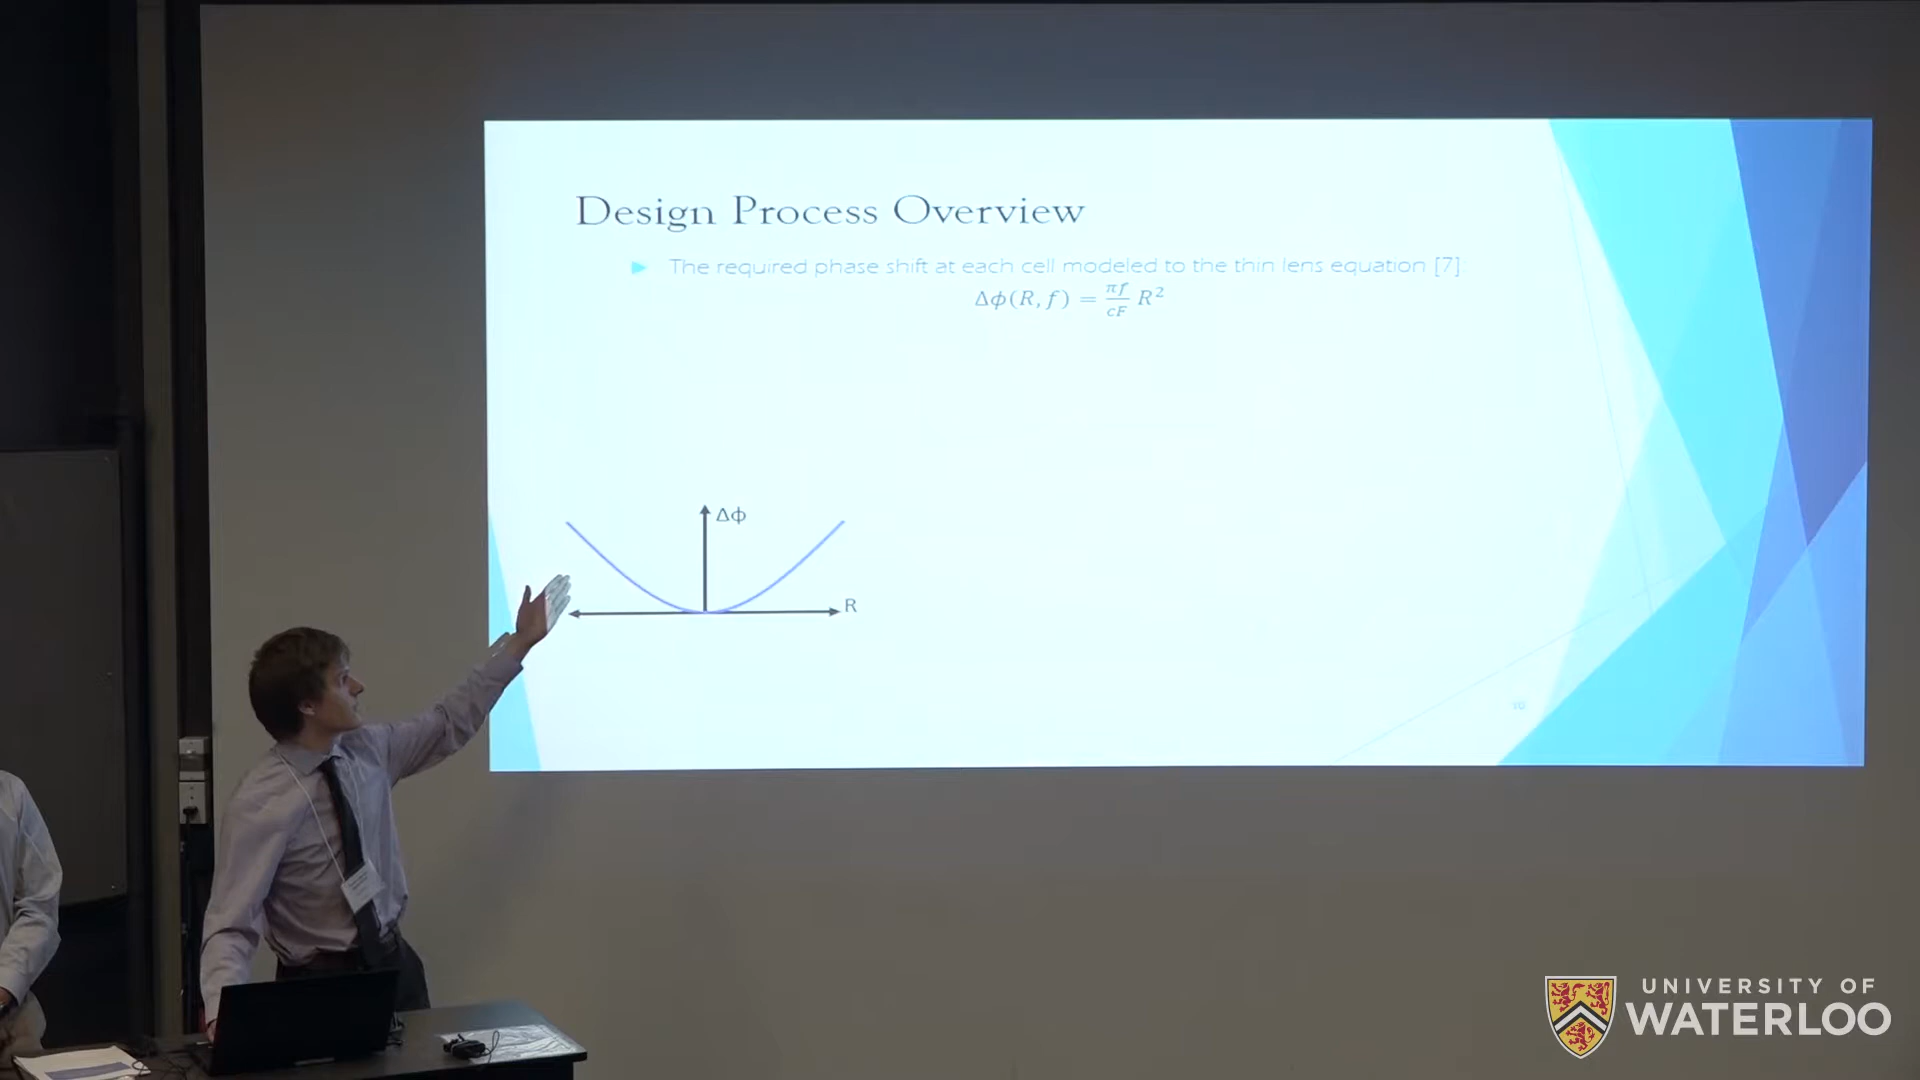 Design Process Overview
The required phase shift at each cell modeled to the thin lens equation [7]
Δϕ(R, f) = πf/cF R²
Δϕ
R
10
UNIVERSITY OF
WATERLOO